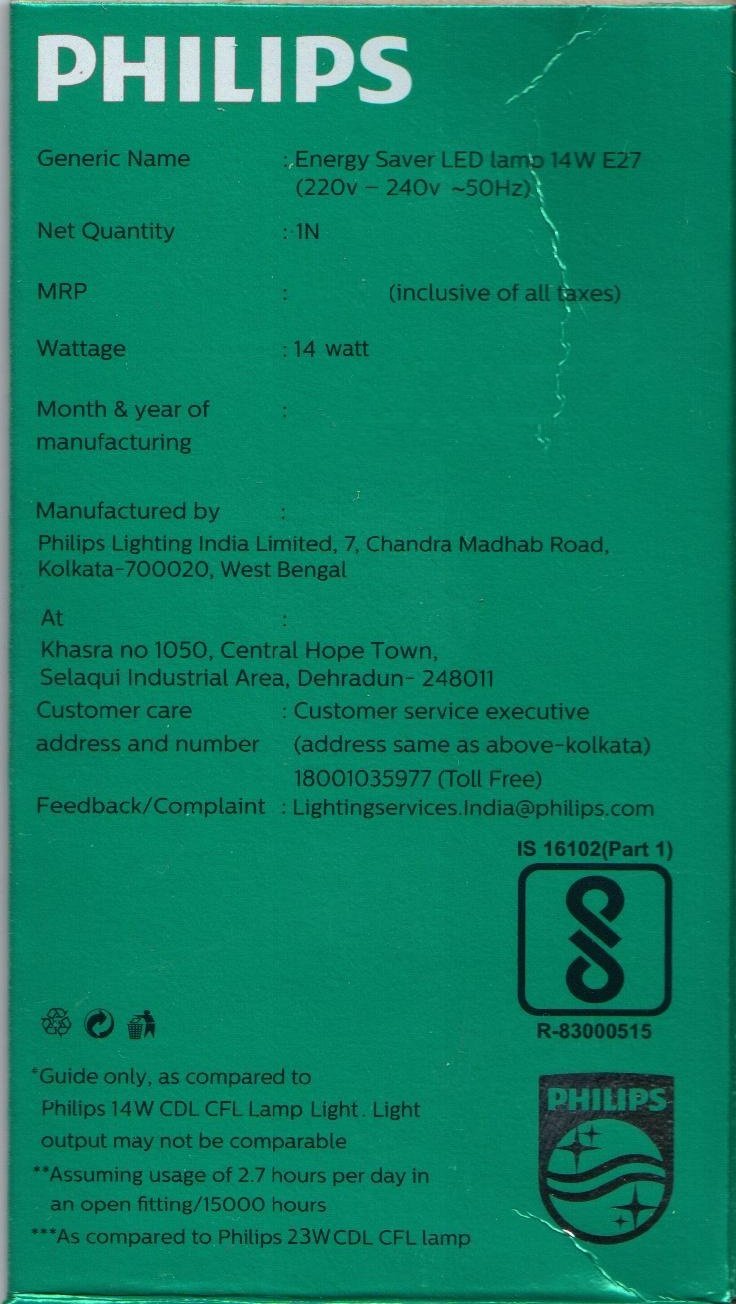 PHILIPS
Generic Name : Energy Saver LED lamp 14W E27
(220v – 240v ~50Hz)
Net Quantity : 1N
MRP : (inclusive of all taxes)
Wattage : 14 watt
Month & year of :
manufacturing
Manufactured by :
Philips Lighting India Limited, 7, Chandra Madhab Road,
Kolkata-700020, West Bengal
At :
Khasra no 1050, Central Hope Town,
Selaqui Industrial Area, Dehradun- 248011
Customer care : Customer service executive
address and number (address same as above-kolkata)
18001035977 (Toll Free)
Feedback/Complaint : Lightingservices.India@philips.com
IS 16102(Part 1)
R-83000515
*Guide only, as compared to
Philips 14W CDL CFL Lamp Light. Light
output may not be comparable
**Assuming usage of 2.7 hours per day in
an open fitting/15000 hours
***As compared to Philips 23W CDL CFL lamp
PHILIPS